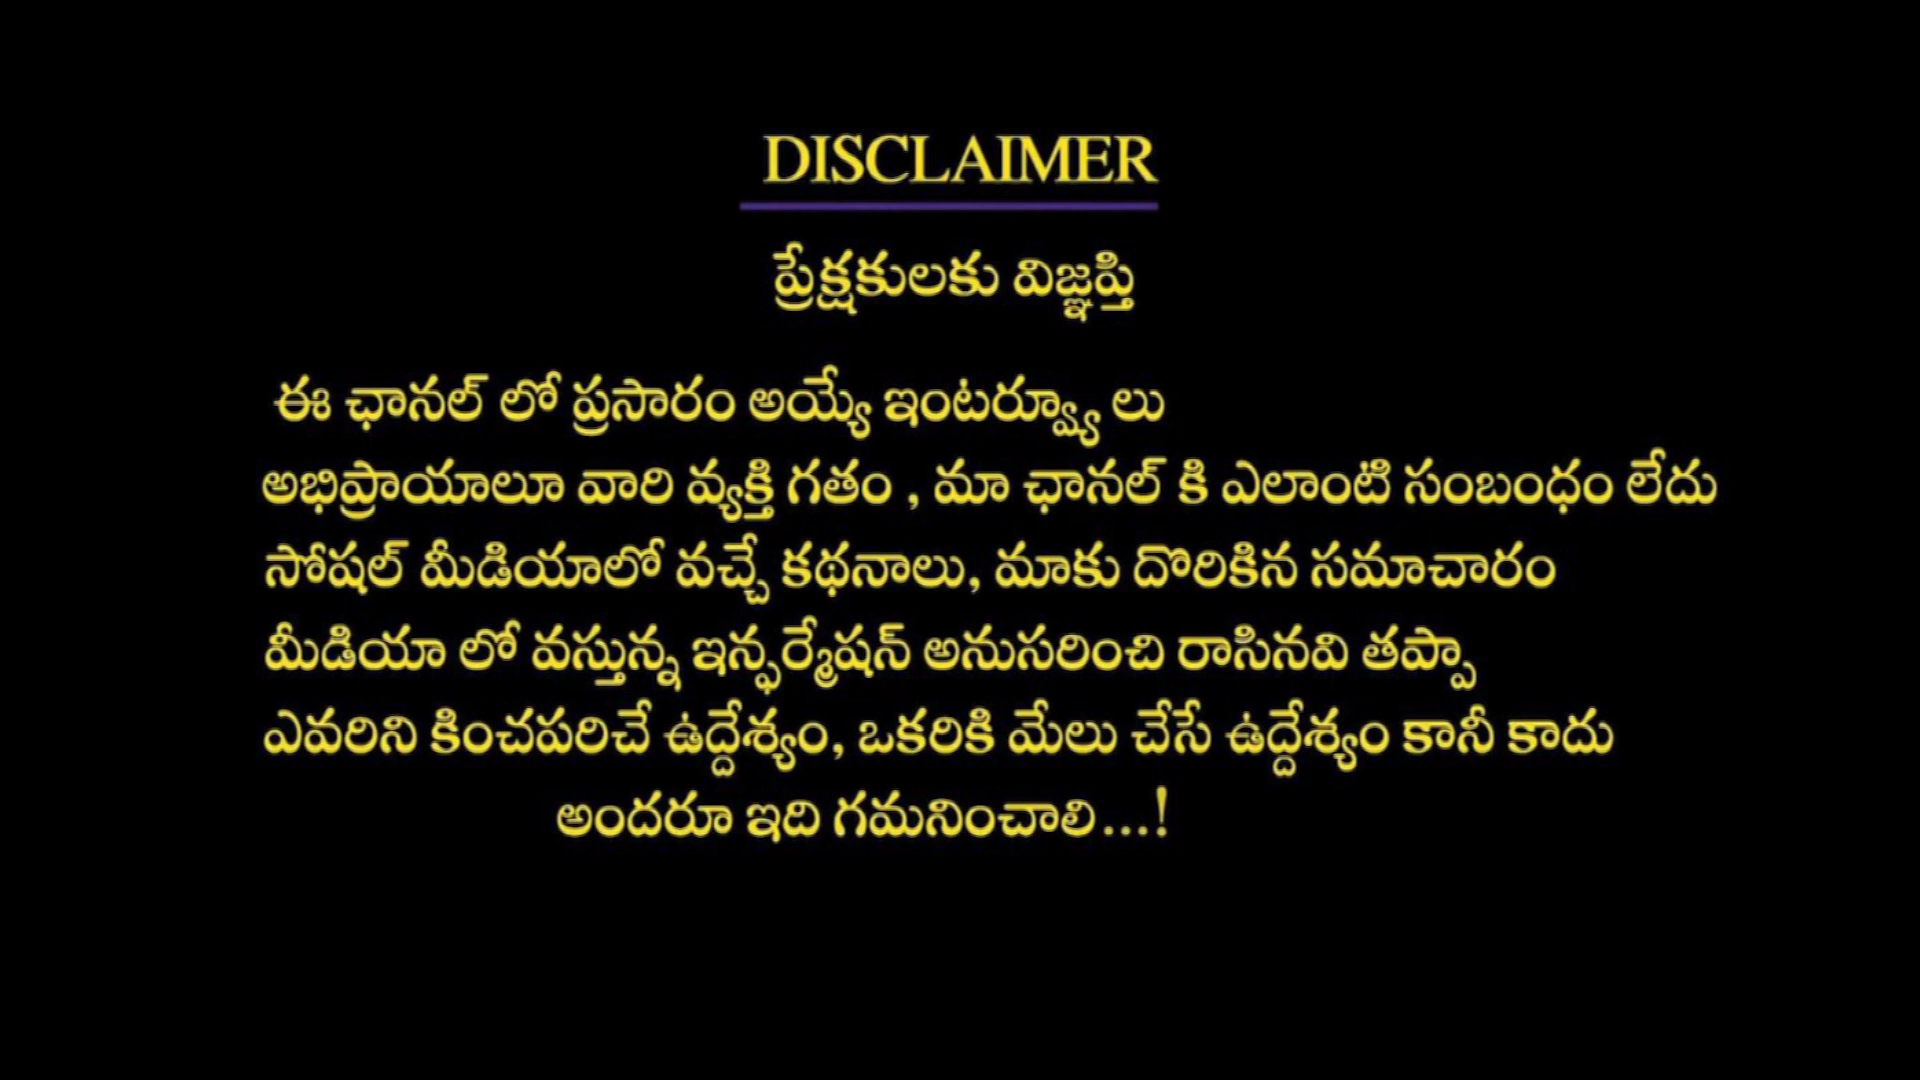 DISCLAIMER
ప్రేక్షకులకు విజ్ఞప్తి
ఈ ఛానల్ లో ప్రసారం అయ్యే ఇంటర్వ్యూ లు
అభిప్రాయాలూ వారి వ్యక్తి గతం , మా ఛానల్ కి ఎలాంటి సంబంధం లేదు
సోషల్ మీడియాలో వచ్చే కథనాలు, మాకు దొరికిన సమాచారం
మీడియా లో వస్తున్న ఇన్ఫర్మేషన్ అనుసరించి రాసినవి తప్పా
ఎవరిని కించపరిచే ఉద్దేశ్యం, ఒకరికి మేలు చేసే ఉద్దేశ్యం కానీ కాదు
అందరూ ఇది గమనించాలి...!